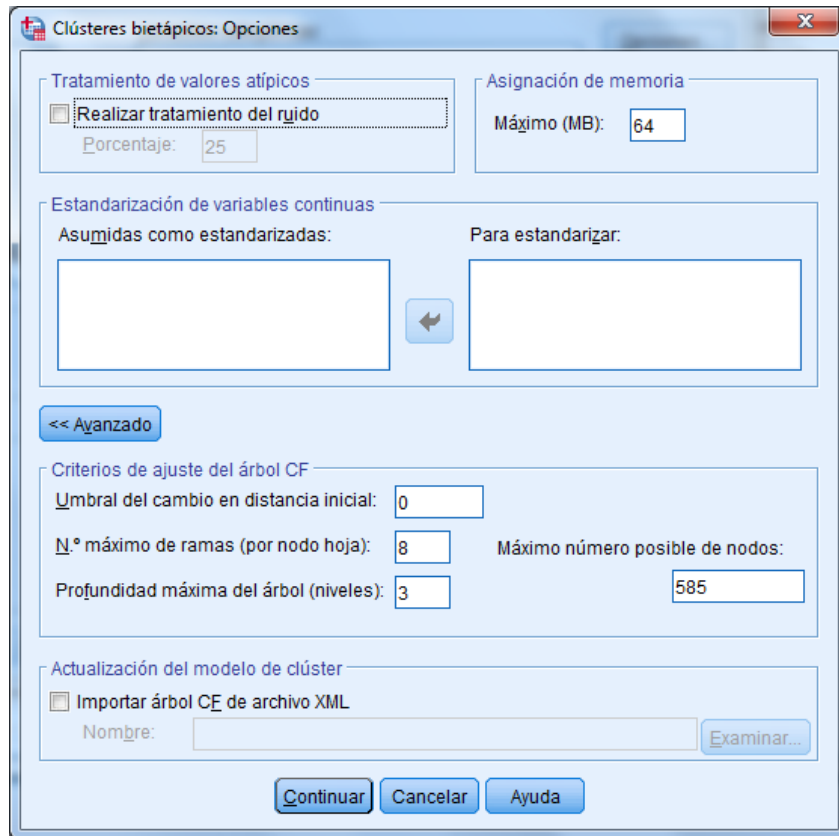 Clústeres bietápicos: Opciones
Tratamiento de valores atípicos
Realizar tratamiento del ruido
Porcentaje: 25
Asignación de memoria
Máximo (MB): 64
Estandarización de variables continuas
Asumidas como estandarizadas:
Para estandarizar:
<< Avanzado
Criterios de ajuste del árbol CF
Umbral del cambio en distancia inicial: 0
N.º máximo de ramas (por nodo hoja): 8
Máximo número posible de nodos:
585
Profundidad máxima del árbol (niveles): 3
Actualización del modelo de clúster
Importar árbol CF de archivo XML
Nombre:
Examinar...
Continuar Cancelar Ayuda